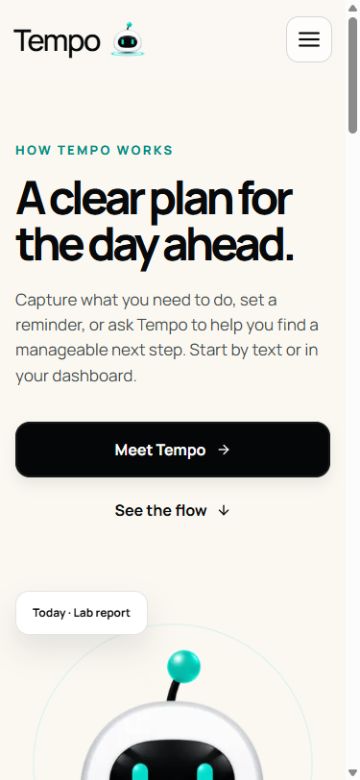 Tempo
HOW TEMPO WORKS
A clear plan for
the day ahead.
Capture what you need to do, set a
reminder, or ask Tempo to help you find a
manageable next step. Start by text or in
your dashboard.
Meet Tempo →
See the flow ↓
Today · Lab report